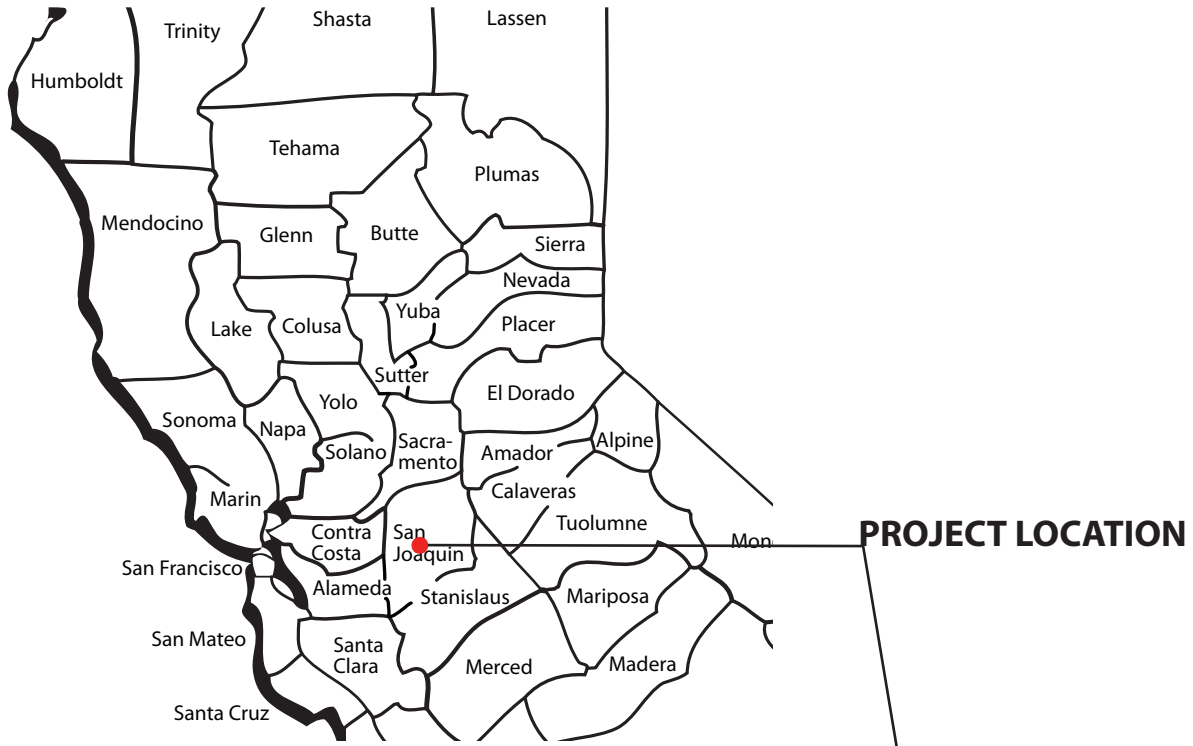 Shasta
Lassen
Trinity
Humboldt
Tehama
Plumas
Mendocino
Glenn
Butte
Sierra
Nevada
Yuba
Lake
Colusa
Placer
Sutter
El Dorado
Yolo
Sonoma
Napa
Sacra-
mento
Solano
Amador
Alpine
Calaveras
Marin
Tuolumne
Contra
Costa
San
Joaquin
Mon
PROJECT LOCATION
San Francisco
Alameda
Stanislaus
Mariposa
San Mateo
Santa
Clara
Merced
Madera
Santa Cruz